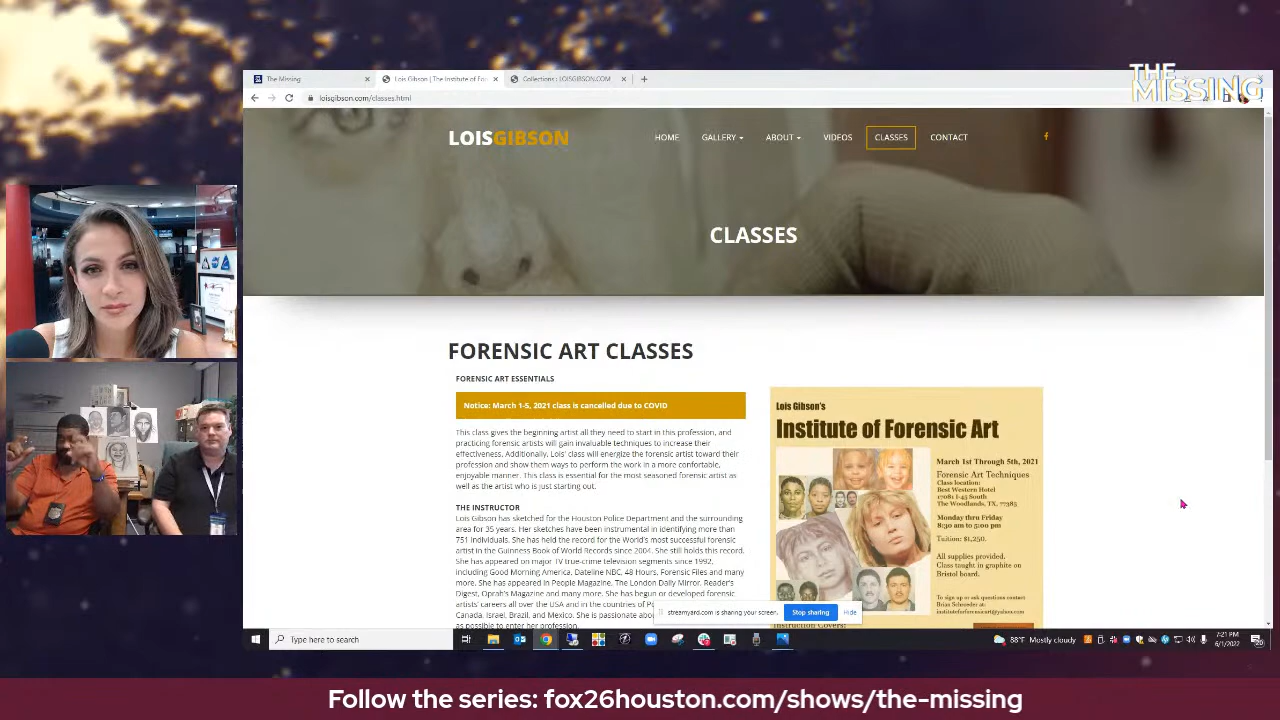 THE
MISSING
The Missing
Lois Gibson | The Institute of For
Collections : LOISGIBSON.COM
loisgibson.com/classes.html
LOISGIBSON
HOME
GALLERY
ABOUT
VIDEOS
CLASSES
CONTACT
CLASSES
FORENSIC ART CLASSES
FORENSIC ART ESSENTIALS
Notice: March 1-5, 2021 class is cancelled due to COVID
This class gives the beginning artist all they need to start in this profession, and
practicing forensic artists will gain invaluable techniques to increase their
effectiveness. Additionally, Lois' class will energize the forensic artist toward their
profession and show them ways to perform the work in a more comfortable,
enjoyable manner. This class is essential for the most seasoned forensic artist as
well as the artist who is just starting out.
THE INSTRUCTOR
Lois Gibson has sketched for the Houston Police Department and the surrounding
area for 35 years. Her sketches have been instrumental in identifying more than
751 individuals. She has held the record for the World's most successful forensic
artist in the Guinness Book of World Records since 2004. She still holds this record.
She has appeared on major TV true-crime television segments since 1992,
including Good Morning America, Dateline NBC, 48 Hours, Forensic Files and many
more. She has appeared in People Magazine, The London Daily Mirror, Reader's
Digest, Oprah's Magazine and many more. She has begun or developed forensic
artists' careers all over the USA and in the countries of Po
Canada, Israel, Brazil, and Mexico. She is passionate abou
as possible to enter her profession.
Lois Gibson's
Institute of Forensic Art
March 1st Through 5th, 2021
Forensic Art Techniques
Class location:
Best Western Hotel
17081 I-45 South
The Woodlands, TX, 77385
Monday thru Friday
8:30 am to 5:00 pm
Tuition: $1,250.
All supplies provided.
Class taught in graphite on
Bristol board.
To sign up or ask questions contact
Brian Schroeder at:
instituteforensicart@yahoo.com
Instruction Covers:
streamyard.com is sharing your screen.
Stop sharing
Hide
Type here to search
88°F Mostly cloudy
7:21 PM
6/1/2022
Follow the series: fox26houston.com/shows/the-missing